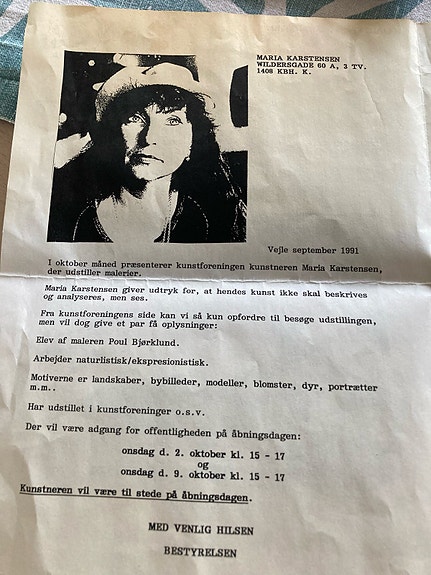 MARIA KARSTENSEN
WILDERSGADE 60 A, 3 TV.
1408 KBH. K.
Vejle september 1991
I oktober måned præsenterer kunstforeningen kunstneren Maria Karstensen,
der udstiller malerier.
Maria Karstensen giver udtryk for, at hendes kunst ikke skal beskrives
og analyseres, men ses.
Fra kunstforeningens side kan vi så kun opfordre til besøge udstillingen,
men vil dog give et par få oplysninger:
Elev af maleren Poul Bjørklund.
Arbejder naturlistisk/ekspresionistisk.
Motiverne er landskaber, bybilleder, modeller, blomster, dyr, portrætter
m.m..
Har udstillet i kunstforeninger o.s.v.
Der vil være adgang for offentligheden på åbningsdagen:
onsdag d. 2. oktober kl. 15 - 17
og
onsdag d. 9. oktober kl. 15 - 17
Kunstneren vil være til stede på åbningsdagen.
MED VENLIG HILSEN
BESTYRELSEN